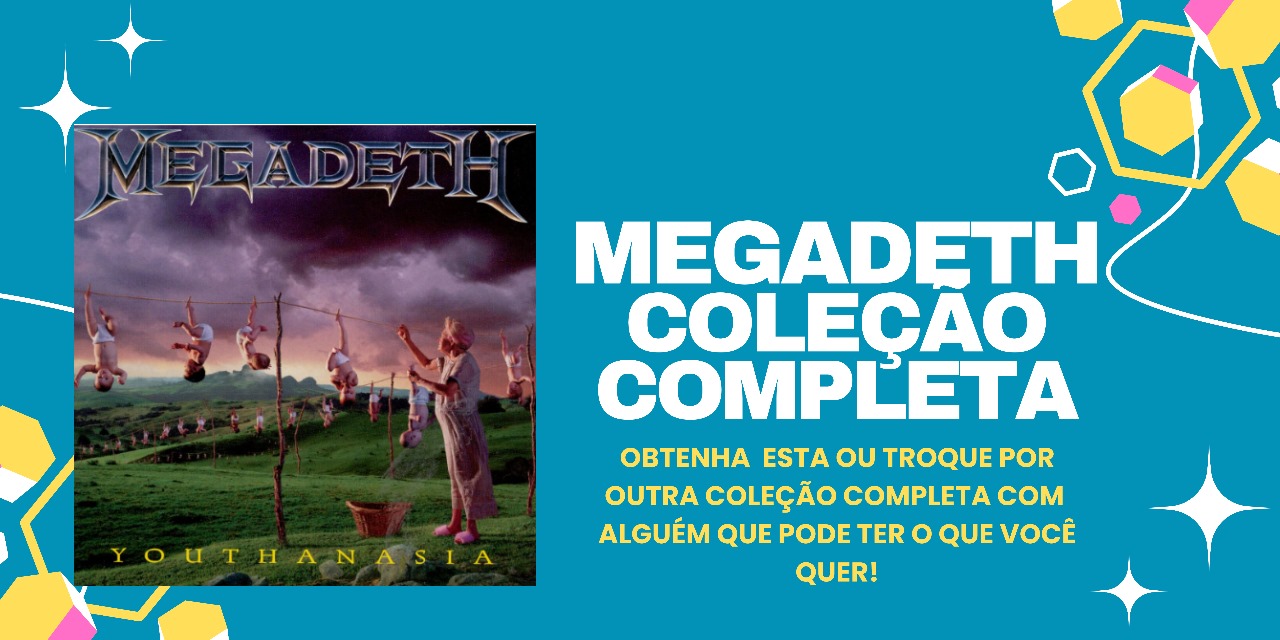 MEGADETH
YOUTHANASIA
MEGADETH
COLEÇÃO
COMPLETA
OBTENHA  ESTA OU TROQUE POR
OUTRA COLEÇÃO COMPLETA COM
ALGUÉM QUE PODE TER O QUE VOCÊ
QUER!